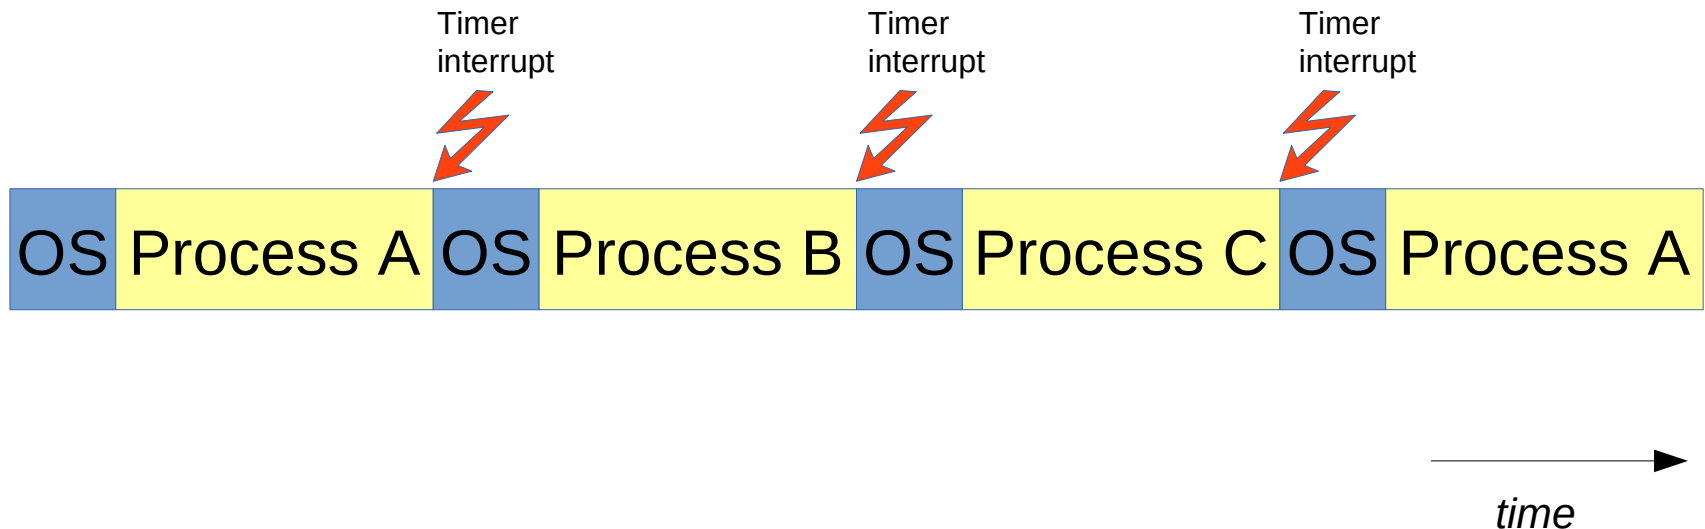 Timer
interrupt
Timer
interrupt
Timer
interrupt
OS Process A OS Process B OS Process C OS Process A
time